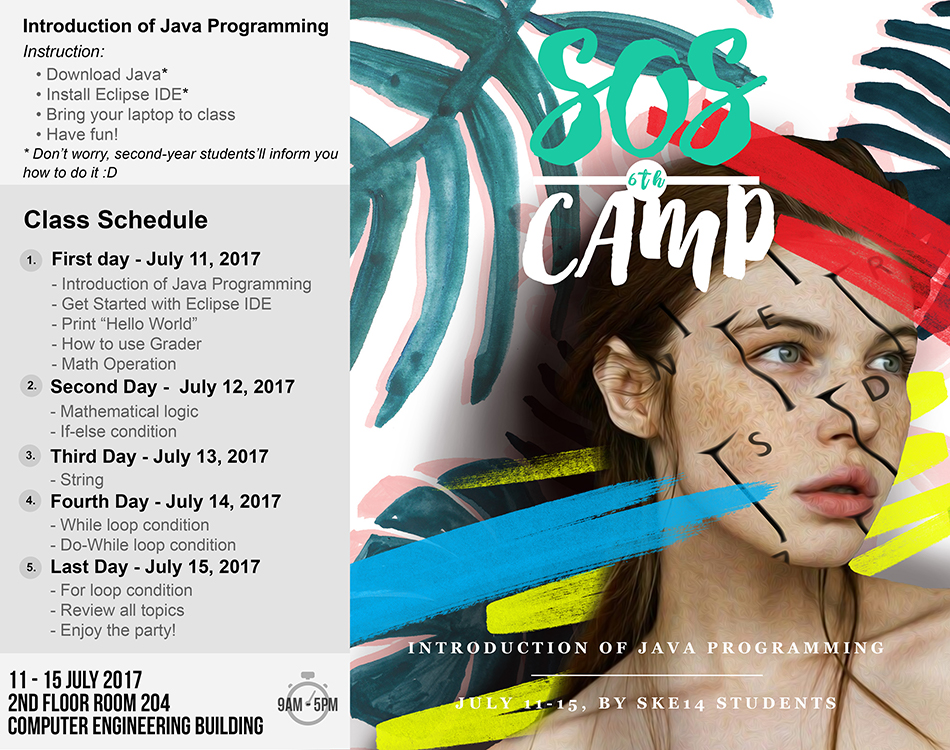 Introduction of Java Programming
Instruction:
• Download Java*
• Install Eclipse IDE*
• Bring your laptop to class
• Have fun!
* Don't worry, second-year students'll inform you
how to do it :D
Class Schedule
1. First day - July 11, 2017
- Introduction of Java Programming
- Get Started with Eclipse IDE
- Print “Hello World”
- How to use Grader
- Math Operation
2. Second Day - July 12, 2017
- Mathematical logic
- If-else condition
3. Third Day - July 13, 2017
- String
4. Fourth Day - July 14, 2017
- While loop condition
- Do-While loop condition
5. Last Day - July 15, 2017
- For loop condition
- Review all topics
- Enjoy the party!
11 - 15 JULY 2017
2ND FLOOR ROOM 204
COMPUTER ENGINEERING BUILDING
9AM - 5PM
SOS
6th
CAMP
INTRODUCTION OF JAVA PROGRAMMING
JULY 11-15, BY SKE14 STUDENTS